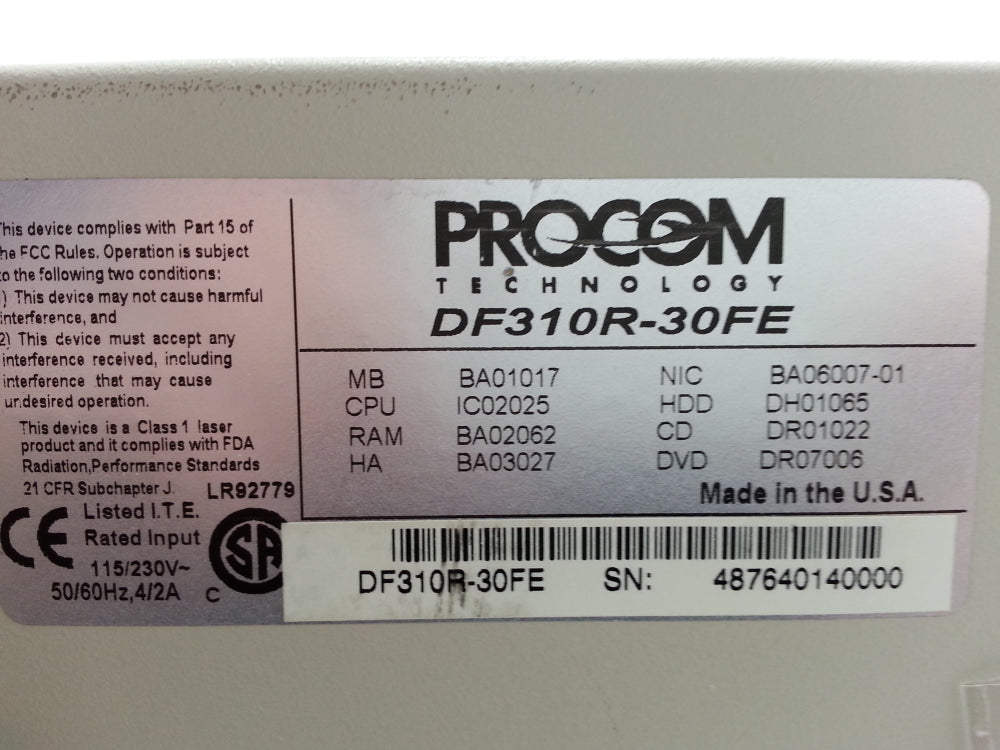 his device complies with Part 15 of
he FCC Rules. Operation is subject
o the following two conditions:
) This device may not cause harmful
interference, and
2) This device must accept any
interference received, including
interference that may cause
undesired operation.
This device is a Class 1 laser
product and it complies with FDA
Radiation,Performance Standards
21 CFR Subchapter J.
LR92779
CE
Listed I.T.E.
Rated Input
115/230V~
50/60Hz,4/2A
C
SA
PROCOM
TECHNOLOGY
DF310R-30FE
MB BA01017 NIC BA06007-01
CPU IC02025 HDD DH01065
RAM BA02062 CD DR01022
HA BA03027 DVD DR07006
Made in the U.S.A.
DF310R-30FE SN: 487640140000